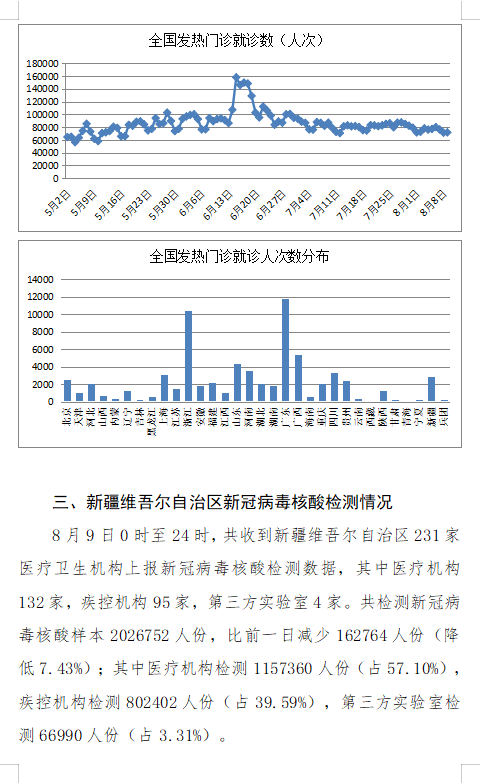 全国发热门诊就诊数（人次）
180000
160000
140000
120000
100000
80000
60000
40000
20000
0
5月2日 5月9日 5月16日 5月23日 5月30日 6月6日 6月13日 6月20日 6月27日 7月4日 7月11日 7月18日 7月25日 8月1日 8月8日
全国发热门诊就诊人次数分布
14000
12000
10000
8000
6000
4000
2000
0
北京 天津 河北 山西 内蒙 辽宁 吉林 黑龙江 上海 江苏 浙江 安徽 福建 江西 山东 河南 湖北 湖南 广东 广西 海南 重庆 四川 贵州 云南 西藏 陕西 甘肃 青海 宁夏 新疆 兵团
三、新疆维吾尔自治区新冠病毒核酸检测情况
8月9日0时至24时，共收到新疆维吾尔自治区231家
医疗卫生机构上报新冠病毒核酸检测数据，其中医疗机构
132家，疾控机构95家，第三方实验室4家。共检测新冠病
毒核酸样本2026752人份，比前一日减少162764人份（降
低7.43%）；其中医疗机构检测1157360人份（占57.10%），
疾控机构检测802402人份（占39.59%），第三方实验室检
测66990人份（占3.31%）。